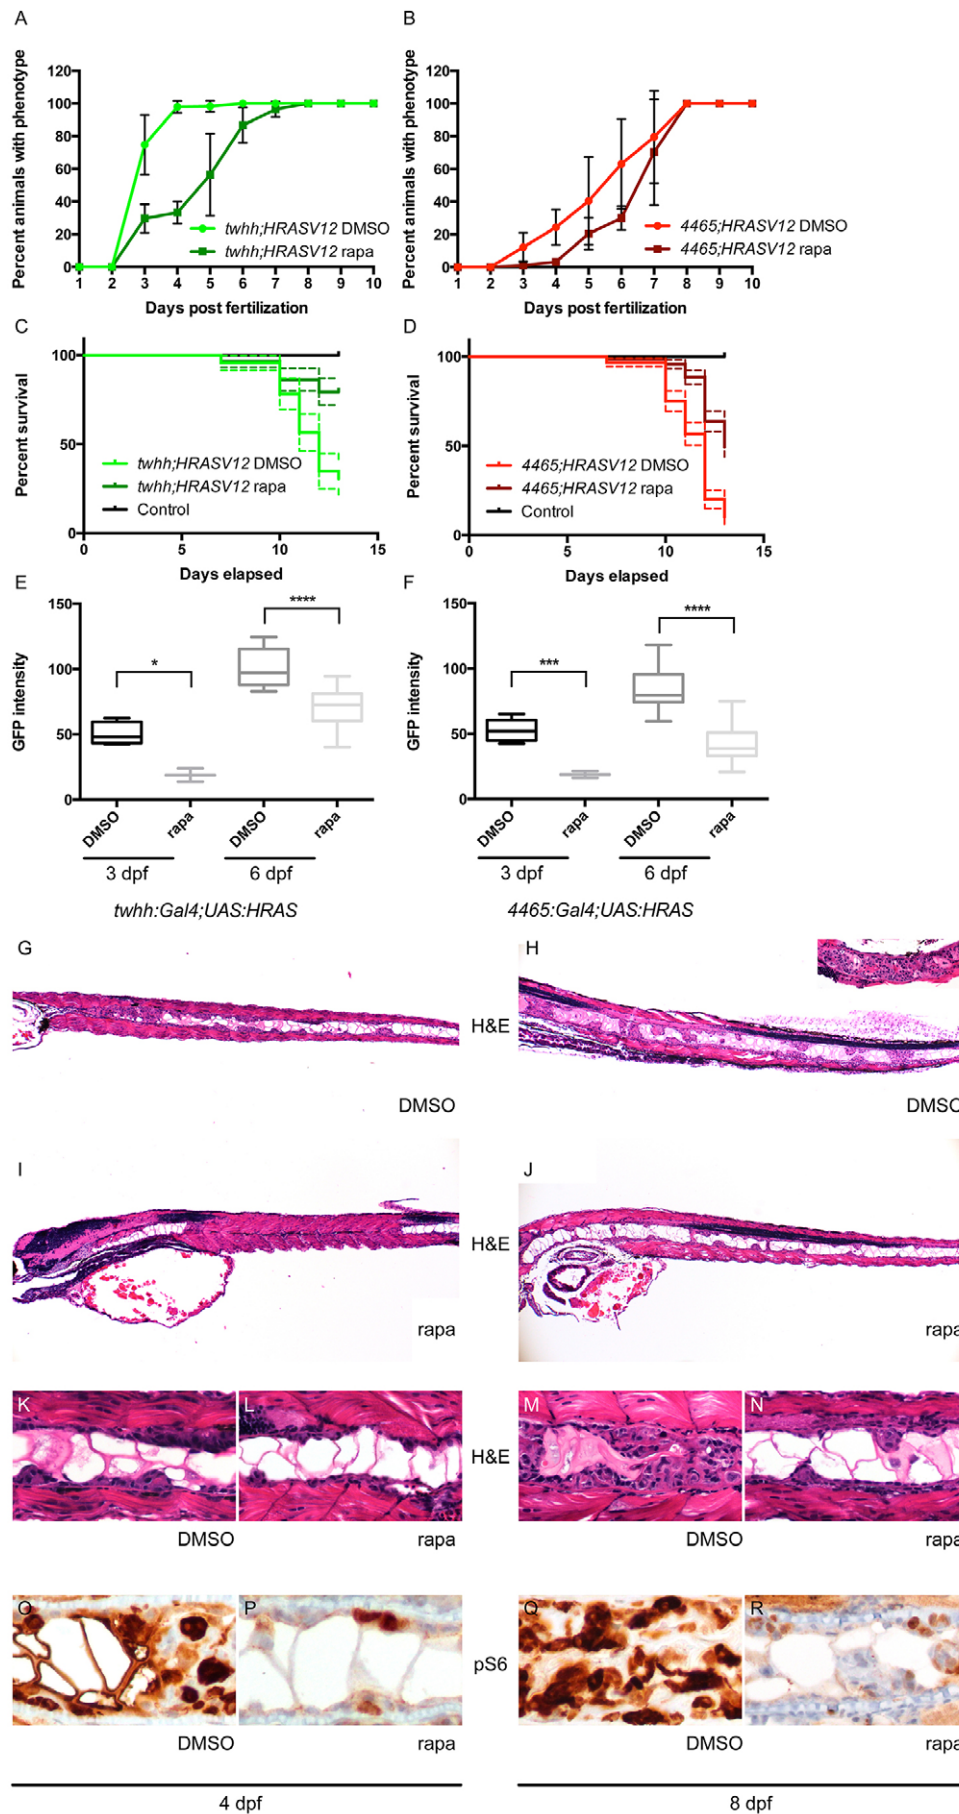 A
B
Percent animals with phenotype
120
100
80
60
40
20
0
twhh;HRASV12 DMSO
twhh;HRASV12 rapa
1 2 3 4 5 6 7 8 9 10
Days post fertilization
Percent animals with phenotype
120
100
80
60
40
20
0
4465;HRASV12 DMSO
4465;HRASV12 rapa
1 2 3 4 5 6 7 8 9 10
Days post fertilization
C
D
Percent survival
100
50
0
twhh;HRASV12 DMSO
twhh;HRASV12 rapa
Control
0 5 10 15
Days elapsed
Percent survival
100
50
0
4465;HRASV12 DMSO
4465;HRASV12 rapa
Control
0 5 10 15
Days elapsed
E
F
GFP intensity
150
100
50
0
*
****
DMSO rapa DMSO rapa
3 dpf 6 dpf
twhh:Gal4;UAS:HRAS
GFP intensity
150
100
50
0
***
****
DMSO rapa DMSO rapa
3 dpf 6 dpf
4465:Gal4;UAS:HRAS
G
H
H&E
DMSO
DMSO
I
J
H&E
rapa
rapa
K
L
M
N
H&E
DMSO
rapa
DMSO
rapa
O
P
Q
R
pS6
DMSO
rapa
DMSO
rapa
4 dpf
8 dpf